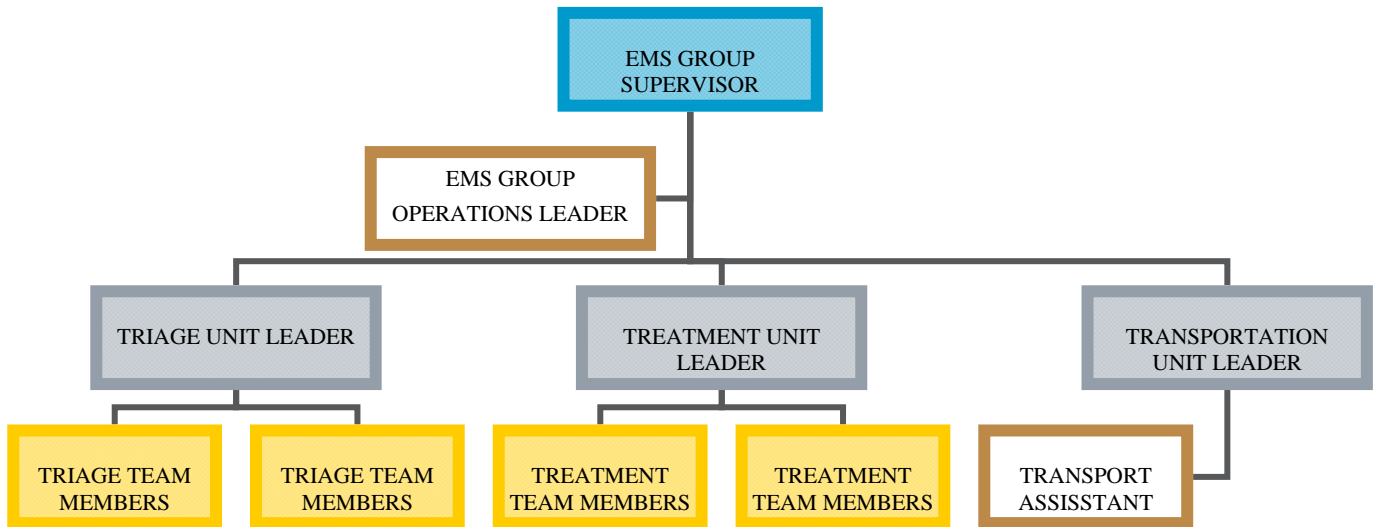 EMS GROUP
SUPERVISOR
EMS GROUP
OPERATIONS LEADER
TRIAGE UNIT LEADER
TREATMENT UNIT
LEADER
TRANSPORTATION
UNIT LEADER
TRIAGE TEAM
MEMBERS
TRIAGE TEAM
MEMBERS
TREATMENT
TEAM MEMBERS
TREATMENT
TEAM MEMBERS
TRANSPORT
ASSISSTANT